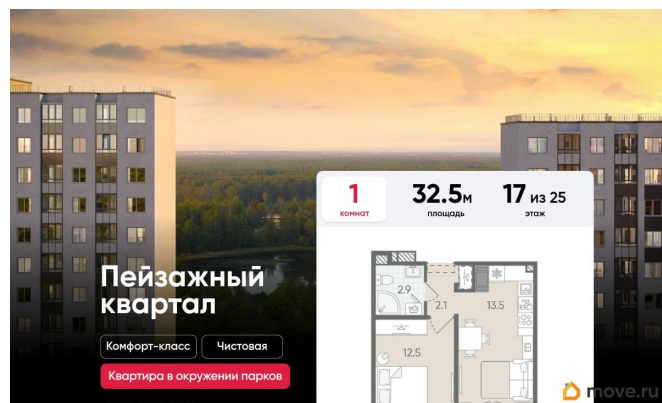 1
комнат
32.5м
площадь
17 из 25
этаж
Пейзажный
квартал
Комфорт-класс
Чистовая
Квартира в окружении парков
2.9
2.1
13.5
12.5
move.ru